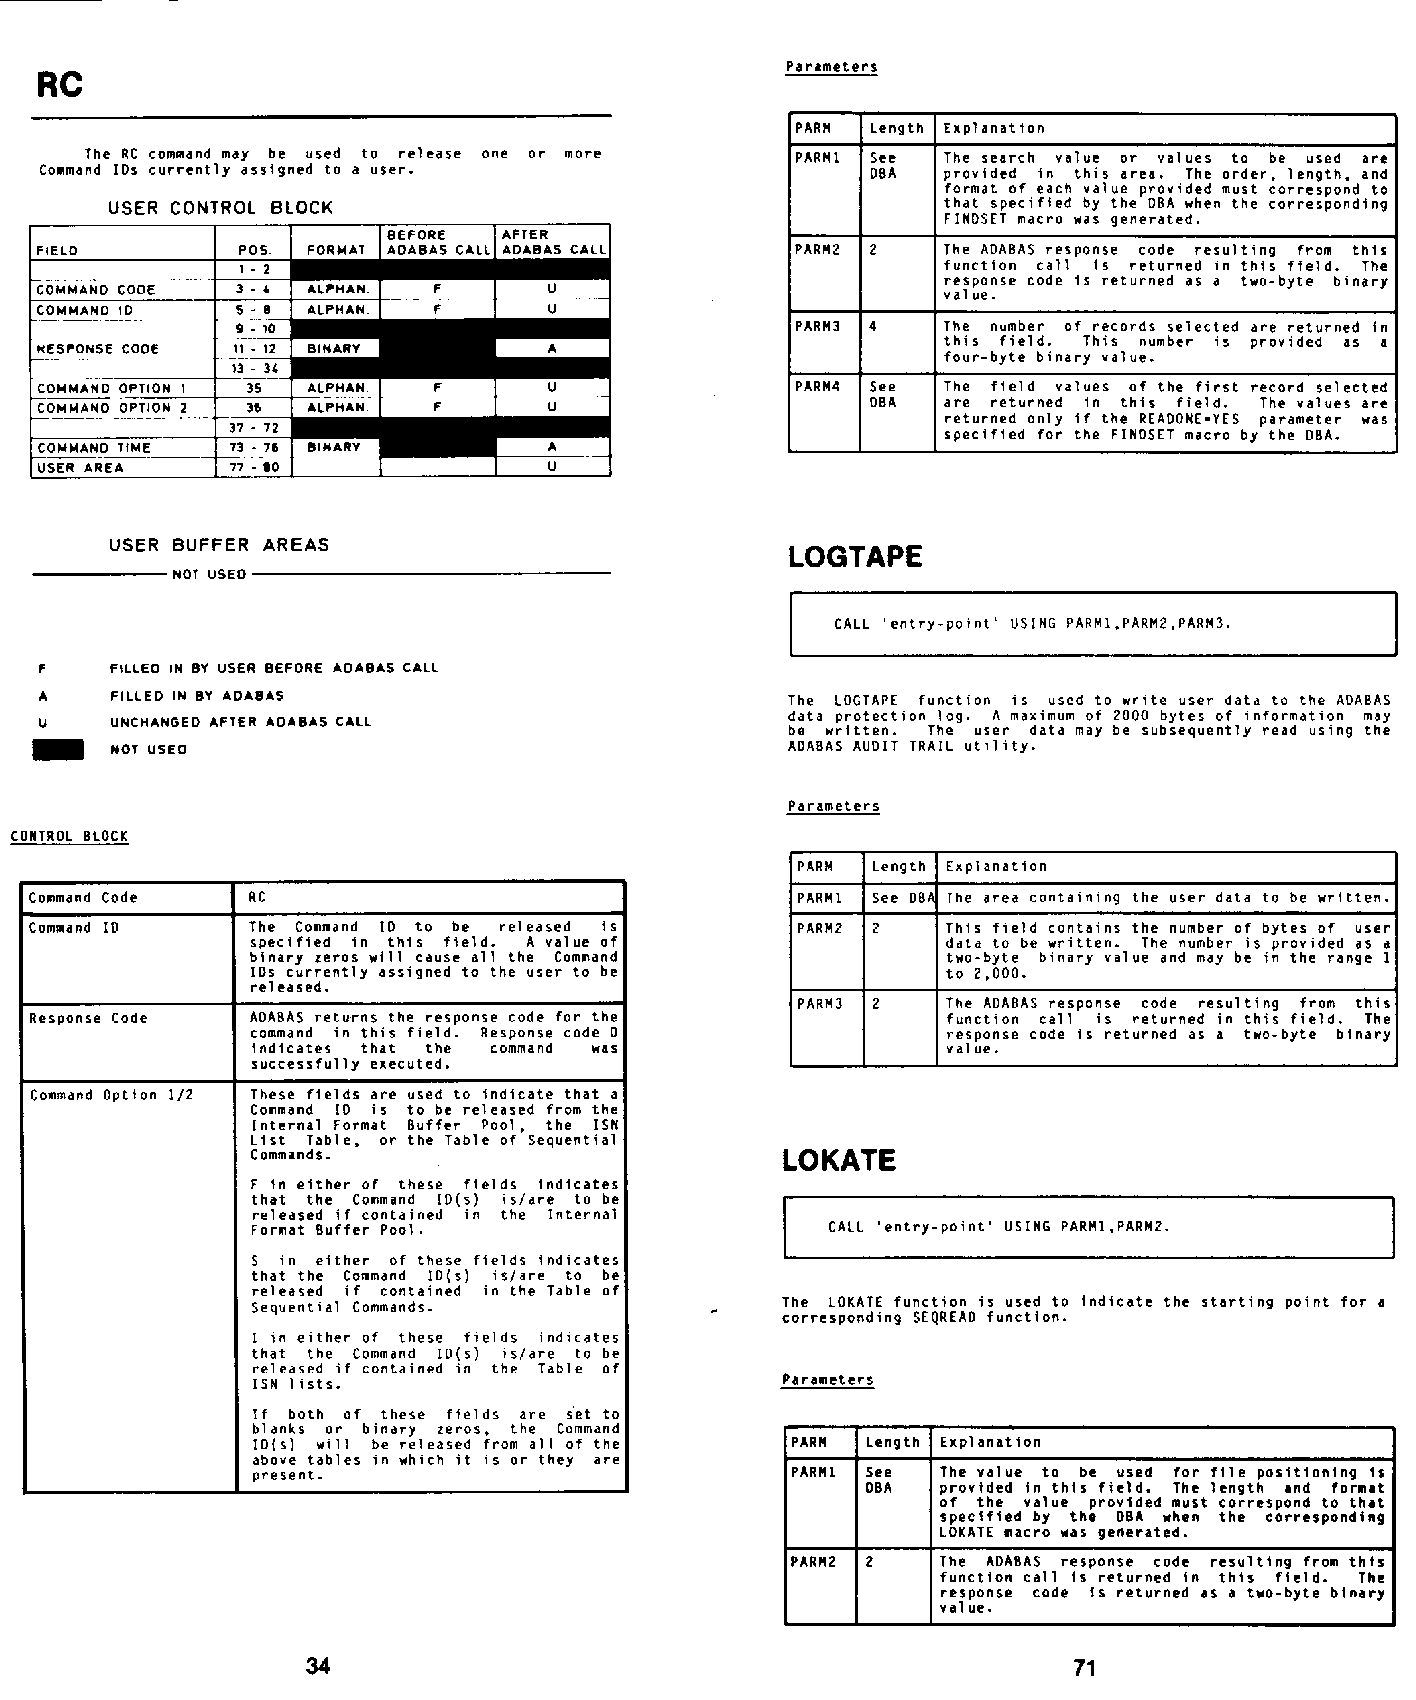 RC
The RC command may be used to release one or more
Command IDs currently assigned to a user.
USER CONTROL BLOCK
FIELD POS. FORMAT BEFORE ADABAS CALL AFTER ADABAS CALL
1 - 2
COMMAND CODE 3 - 4 ALPHAN. F U
COMMAND ID 5 - 8 ALPHAN. F U
9 - 10
RESPONSE CODE 11 - 12 BINARY A
13 - 34
COMMAND OPTION 1 35 ALPHAN. F U
COMMAND OPTION 2 36 ALPHAN. F U
37 - 72
COMMAND TIME 73 - 76 BINARY A
USER AREA 77 - 80 U
USER BUFFER AREAS
NOT USED
F FILLED IN BY USER BEFORE ADABAS CALL
A FILLED IN BY ADABAS
U UNCHANGED AFTER ADABAS CALL
NOT USED
CONTROL BLOCK
Command Code RC
Command ID The Command ID to be released is
specified in this field. A value of
binary zeros will cause all the Command
IDs currently assigned to the user to be
released.
Response Code ADABAS returns the response code for the
command in this field. Response code 0
indicates that the command was
successfully executed.
Command Option 1/2 These fields are used to indicate that a
Command ID is to be released from the
Internal Format Buffer Pool, the ISN
List Table, or the Table of Sequential
Commands.
F in either of these fields indicates
that the Command ID(s) is/are to be
released if contained in the Internal
Format Buffer Pool.
S in either of these fields indicates
that the Command ID(s) is/are to be
released if contained in the Table of
Sequential Commands.
I in either of these fields indicates
that the Command ID(s) is/are to be
released if contained in the Table of
ISN lists.
If both of these fields are set to
blanks or binary zeros, the Command
ID(s) will be released from all of the
above tables in which it is or they are
present.
34
Parameters
PARM Length Explanation
PARM1 See DBA The search value or values to be used are
provided in this area. The order, length, and
format of each value provided must correspond to
that specified by the DBA when the corresponding
FINDSET macro was generated.
PARM2 2 The ADABAS response code resulting from this
function call is returned in this field. The
response code is returned as a two-byte binary
value.
PARM3 4 The number of records selected are returned in
this field. This number is provided as a
four-byte binary value.
PARM4 See DBA The field values of the first record selected
are returned in this field. The values are
returned only if the READONE=YES parameter was
specified for the FINDSET macro by the DBA.
LOGTAPE
CALL 'entry-point' USING PARM1,PARM2,PARM3.
The LOGTAPE function is used to write user data to the ADABAS
data protection log. A maximum of 2000 bytes of information may
be written. The user data may be subsequently read using the
ADABAS AUDIT TRAIL utility.
Parameters
PARM Length Explanation
PARM1 See DBA The area containing the user data to be written.
PARM2 2 This field contains the number of bytes of user
data to be written. The number is provided as a
two-byte binary value and may be in the range 1
to 2,000.
PARM3 2 The ADABAS response code resulting from this
function call is returned in this field. The
response code is returned as a two-byte binary
value.
LOKATE
CALL 'entry-point' USING PARM1,PARM2.
The LOKATE function is used to indicate the starting point for a
corresponding SEQREAD function.
Parameters
PARM Length Explanation
PARM1 See DBA The value to be used for file positioning is
provided in this field. The length and format
of the value provided must correspond to that
specified by the DBA when the corresponding
LOKATE macro was generated.
PARM2 2 The ADABAS response code resulting from this
function call is returned in this field. The
response code is returned as a two-byte binary
value.
71